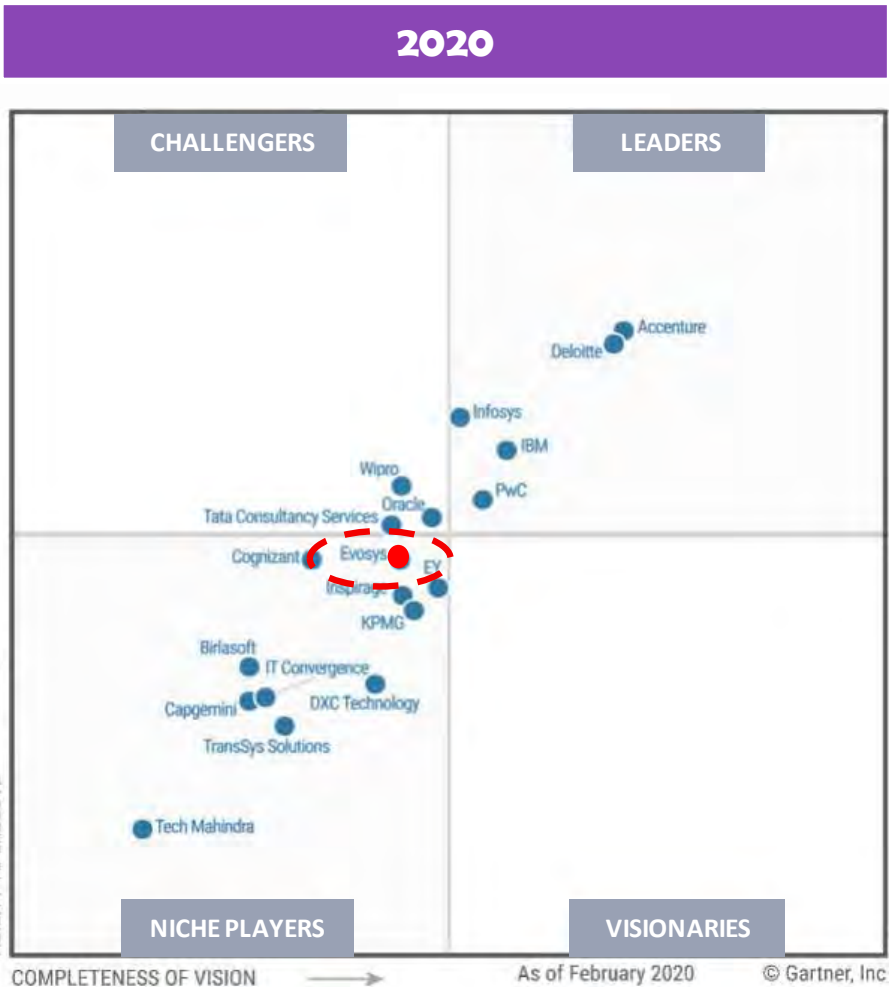 2020
CHALLENGERS
LEADERS
Accenture
Deloitte
Infosys
IBM
Wipro
PwC
Oracle
Tata Consultancy Services
Cognizant
Evosys
EY
Inspirage
KPMG
Birlasoft
IT Convergence
Capgemini
DXC Technology
TransSys Solutions
Tech Mahindra
NICHE PLAYERS
VISIONARIES
COMPLETENESS OF VISION
As of February 2020
© Gartner, Inc